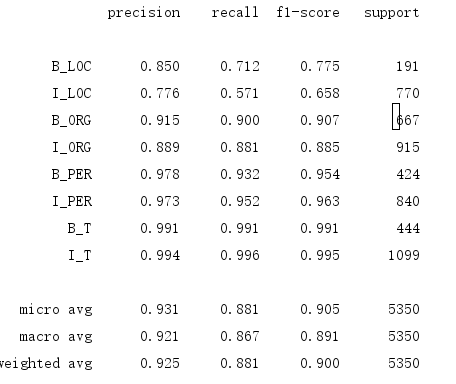 precision recall f1-score support
B_LOC 0.850 0.712 0.775 191
I_LOC 0.776 0.571 0.658 770
B_ORG 0.915 0.900 0.907 667
I_ORG 0.889 0.881 0.885 915
B_PER 0.978 0.932 0.954 424
I_PER 0.973 0.952 0.963 840
B_T 0.991 0.991 0.991 444
I_T 0.994 0.996 0.995 1099
micro avg 0.931 0.881 0.905 5350
macro avg 0.921 0.867 0.891 5350
weighted avg 0.925 0.881 0.900 5350